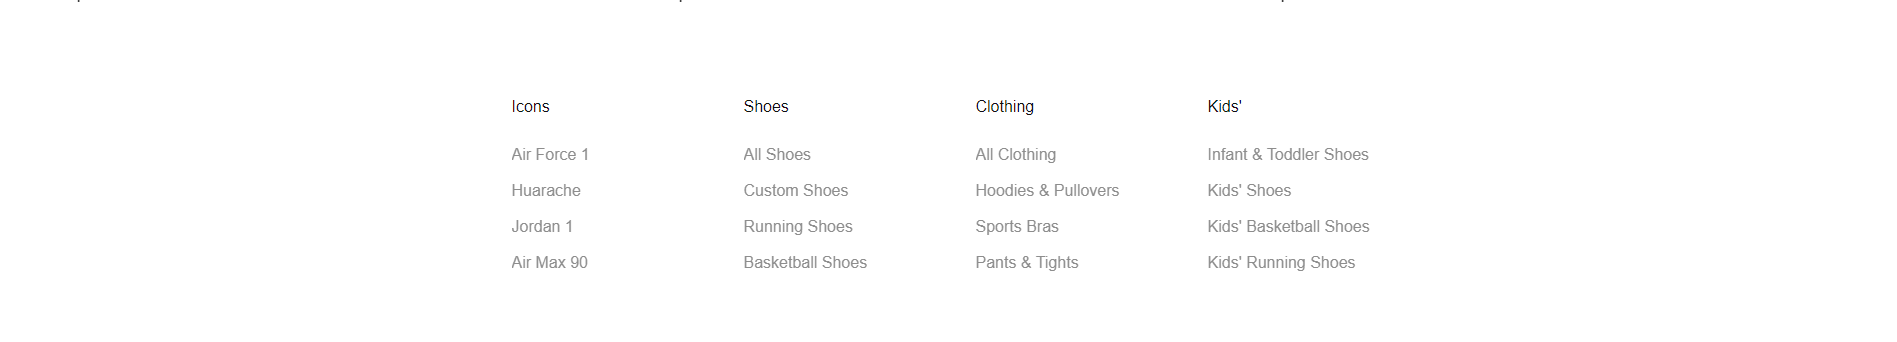 Icons
Air Force 1
Huarache
Jordan 1
Air Max 90
Shoes
All Shoes
Custom Shoes
Running Shoes
Basketball Shoes
Clothing
All Clothing
Hoodies & Pullovers
Sports Bras
Pants & Tights
Kids'
Infant & Toddler Shoes
Kids' Shoes
Kids' Basketball Shoes
Kids' Running Shoes